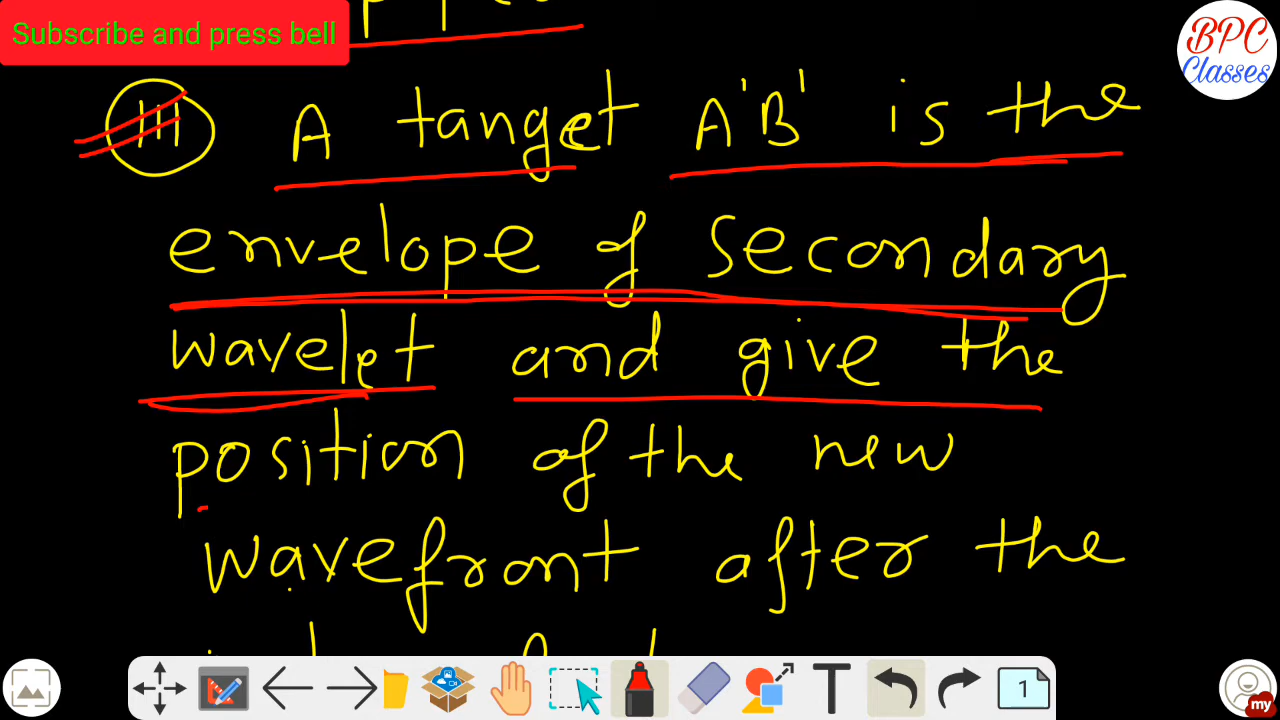 Subscribe and press bell
BPC
Classes
III A tanget A'B' is the
envelope of secondary
wavelet and give the
position of the new
wavefront after the
T
1
my